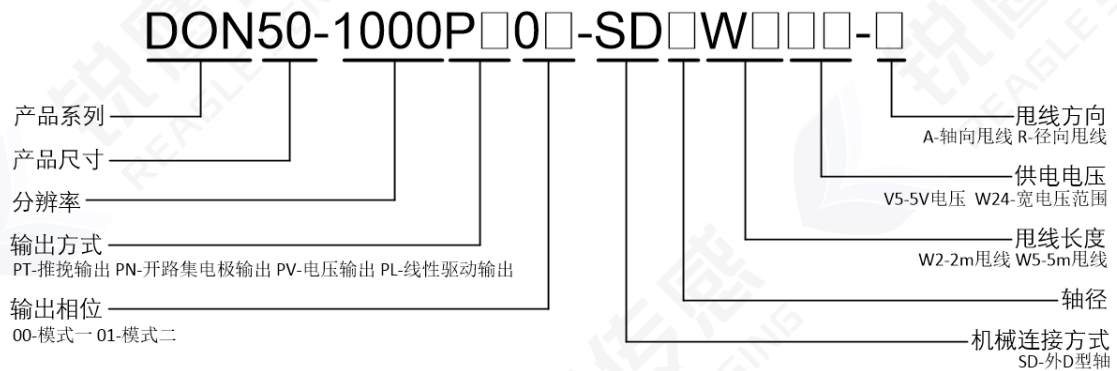 DON50-1000P□0□-SD□W□□□-□
产品系列
产品尺寸
分辨率
输出方式
PT-推挽输出 PN-开路集电极输出 PV-电压输出 PL-线性驱动输出
输出相位
00-模式一 01-模式二
甩线方向
A-轴向甩线 R-径向甩线
供电电压
V5-5V电压 W24-宽电压范围
甩线长度
W2-2m甩线 W5-5m甩线
轴径
机械连接方式
SD-外D型轴
锐感
REAGLE
传感